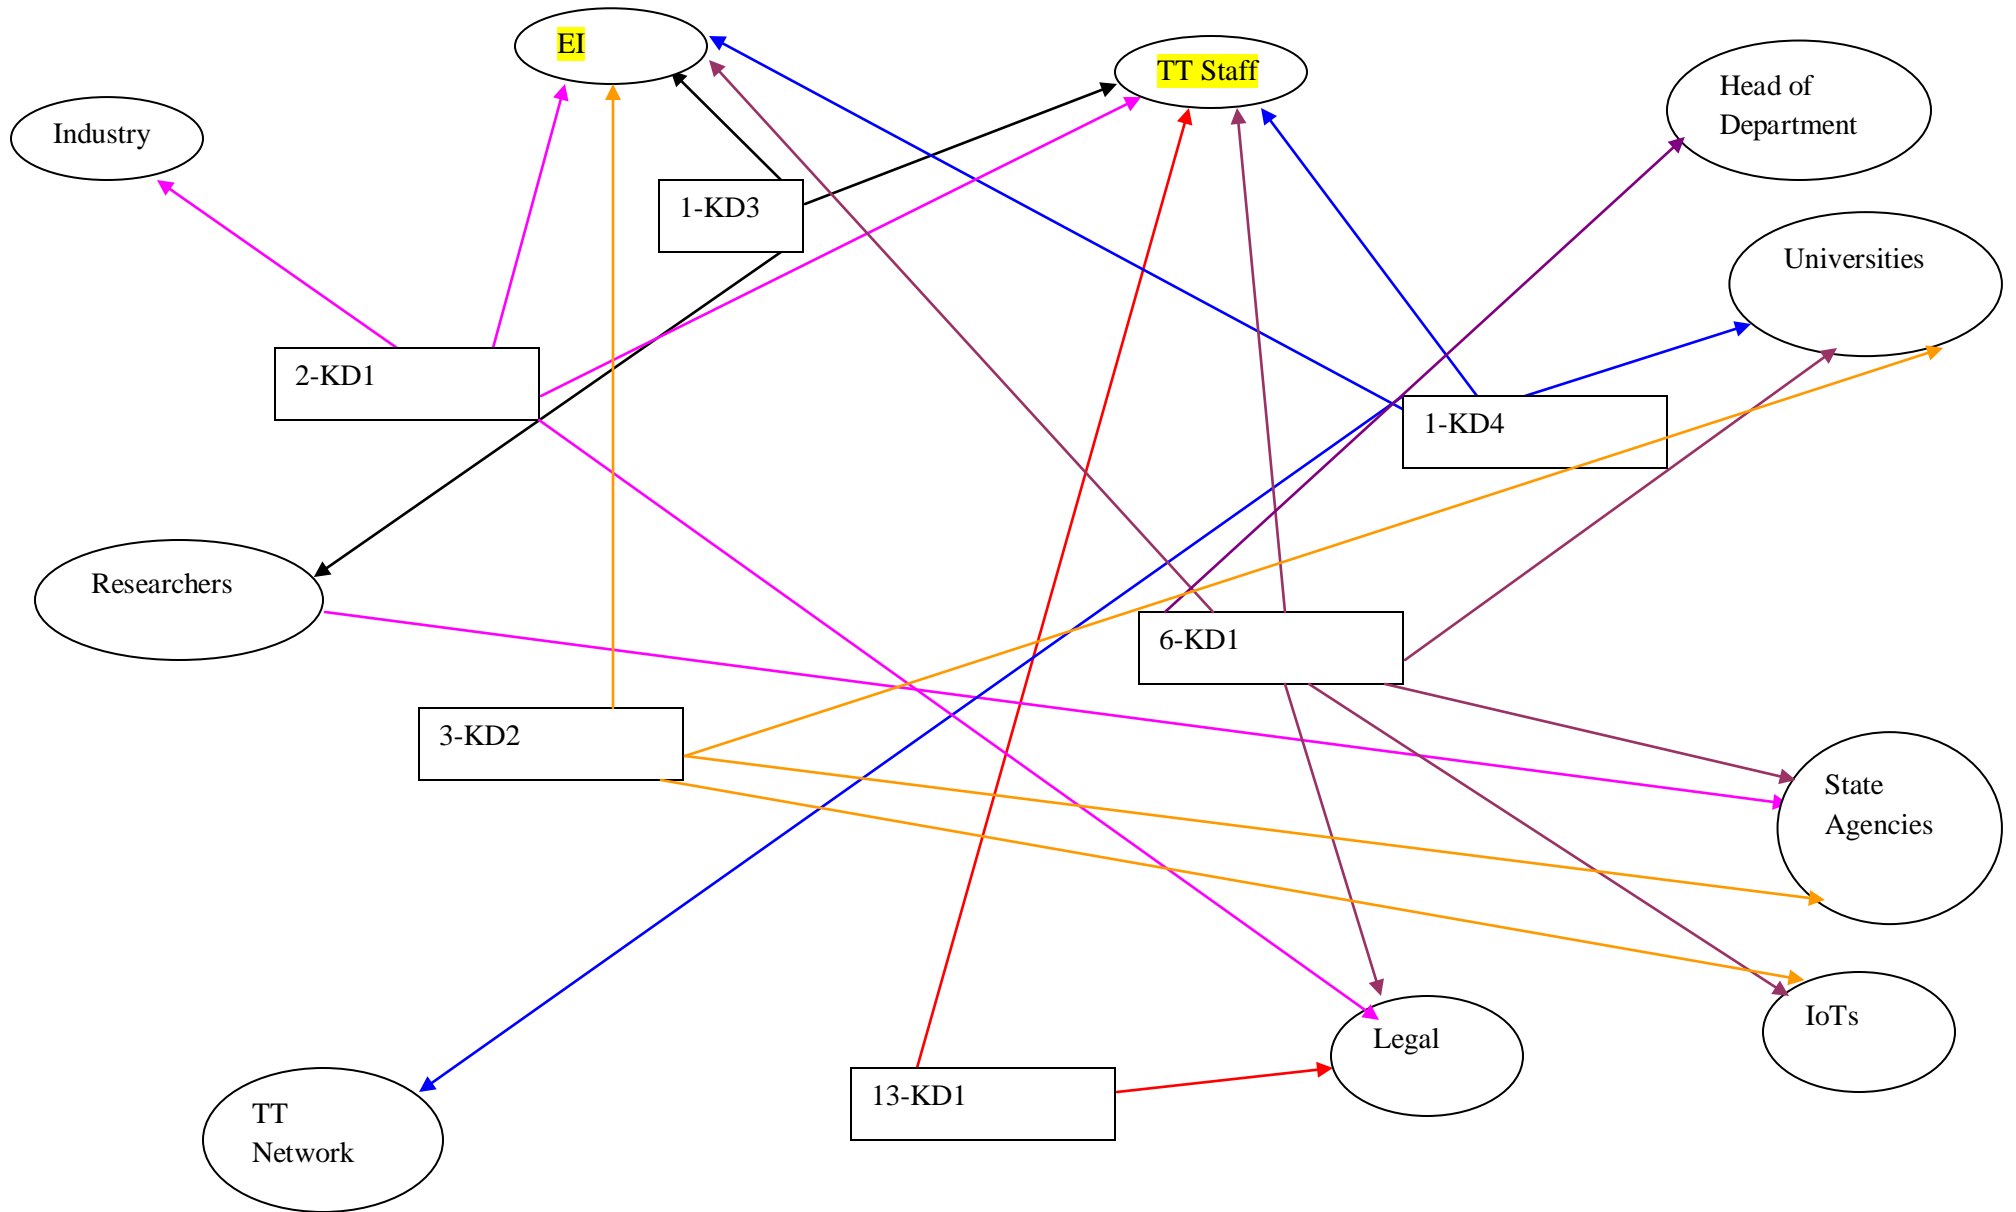 EI
TT Staff
Head of
Department
Industry
1-KD3
Universities
2-KD1
1-KD4
Researchers
6-KD1
3-KD2
State
Agencies
IoTs
Legal
13-KD1
TT
Network